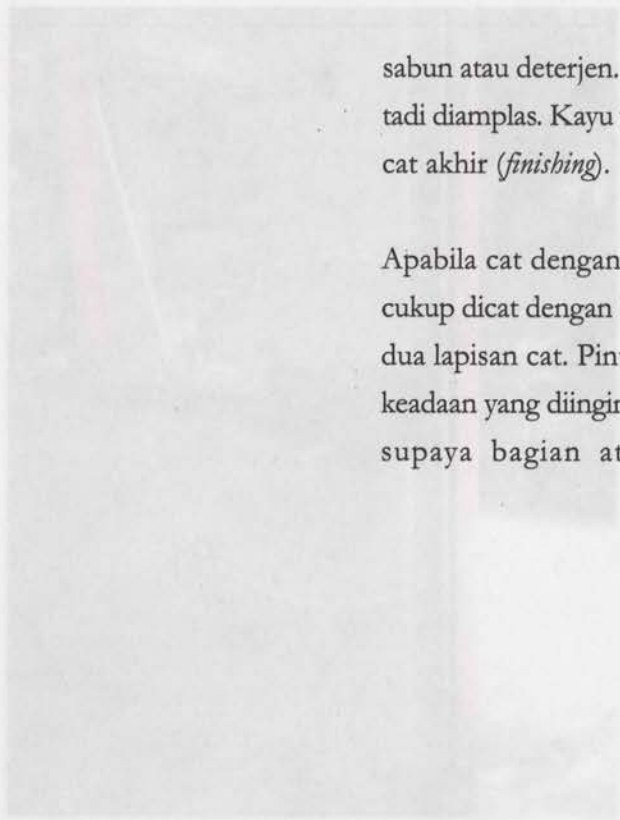 sabun atau deterjen.
tadi diamplas. Kayu
cat akhir (finishing).
Apabila cat dengan
cukup dicat dengan
dua lapisan cat.
keadaan yang
supaya bagian